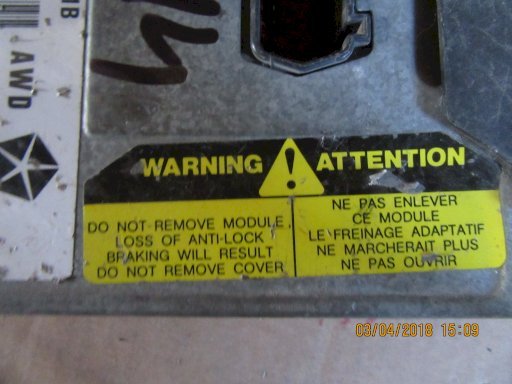 AWD
WARNING
ATTENTION
DO NOT REMOVE MODULE,
LOSS OF ANTI-LOCK
BRAKING WILL RESULT
DO NOT REMOVE COVER
NE PAS ENLEVER
CE MODULE
LE FREINAGE ADAPTATIF
NE MARCHERAIT PLUS
NE PAS OUVRIR
03/04/2018 15:09